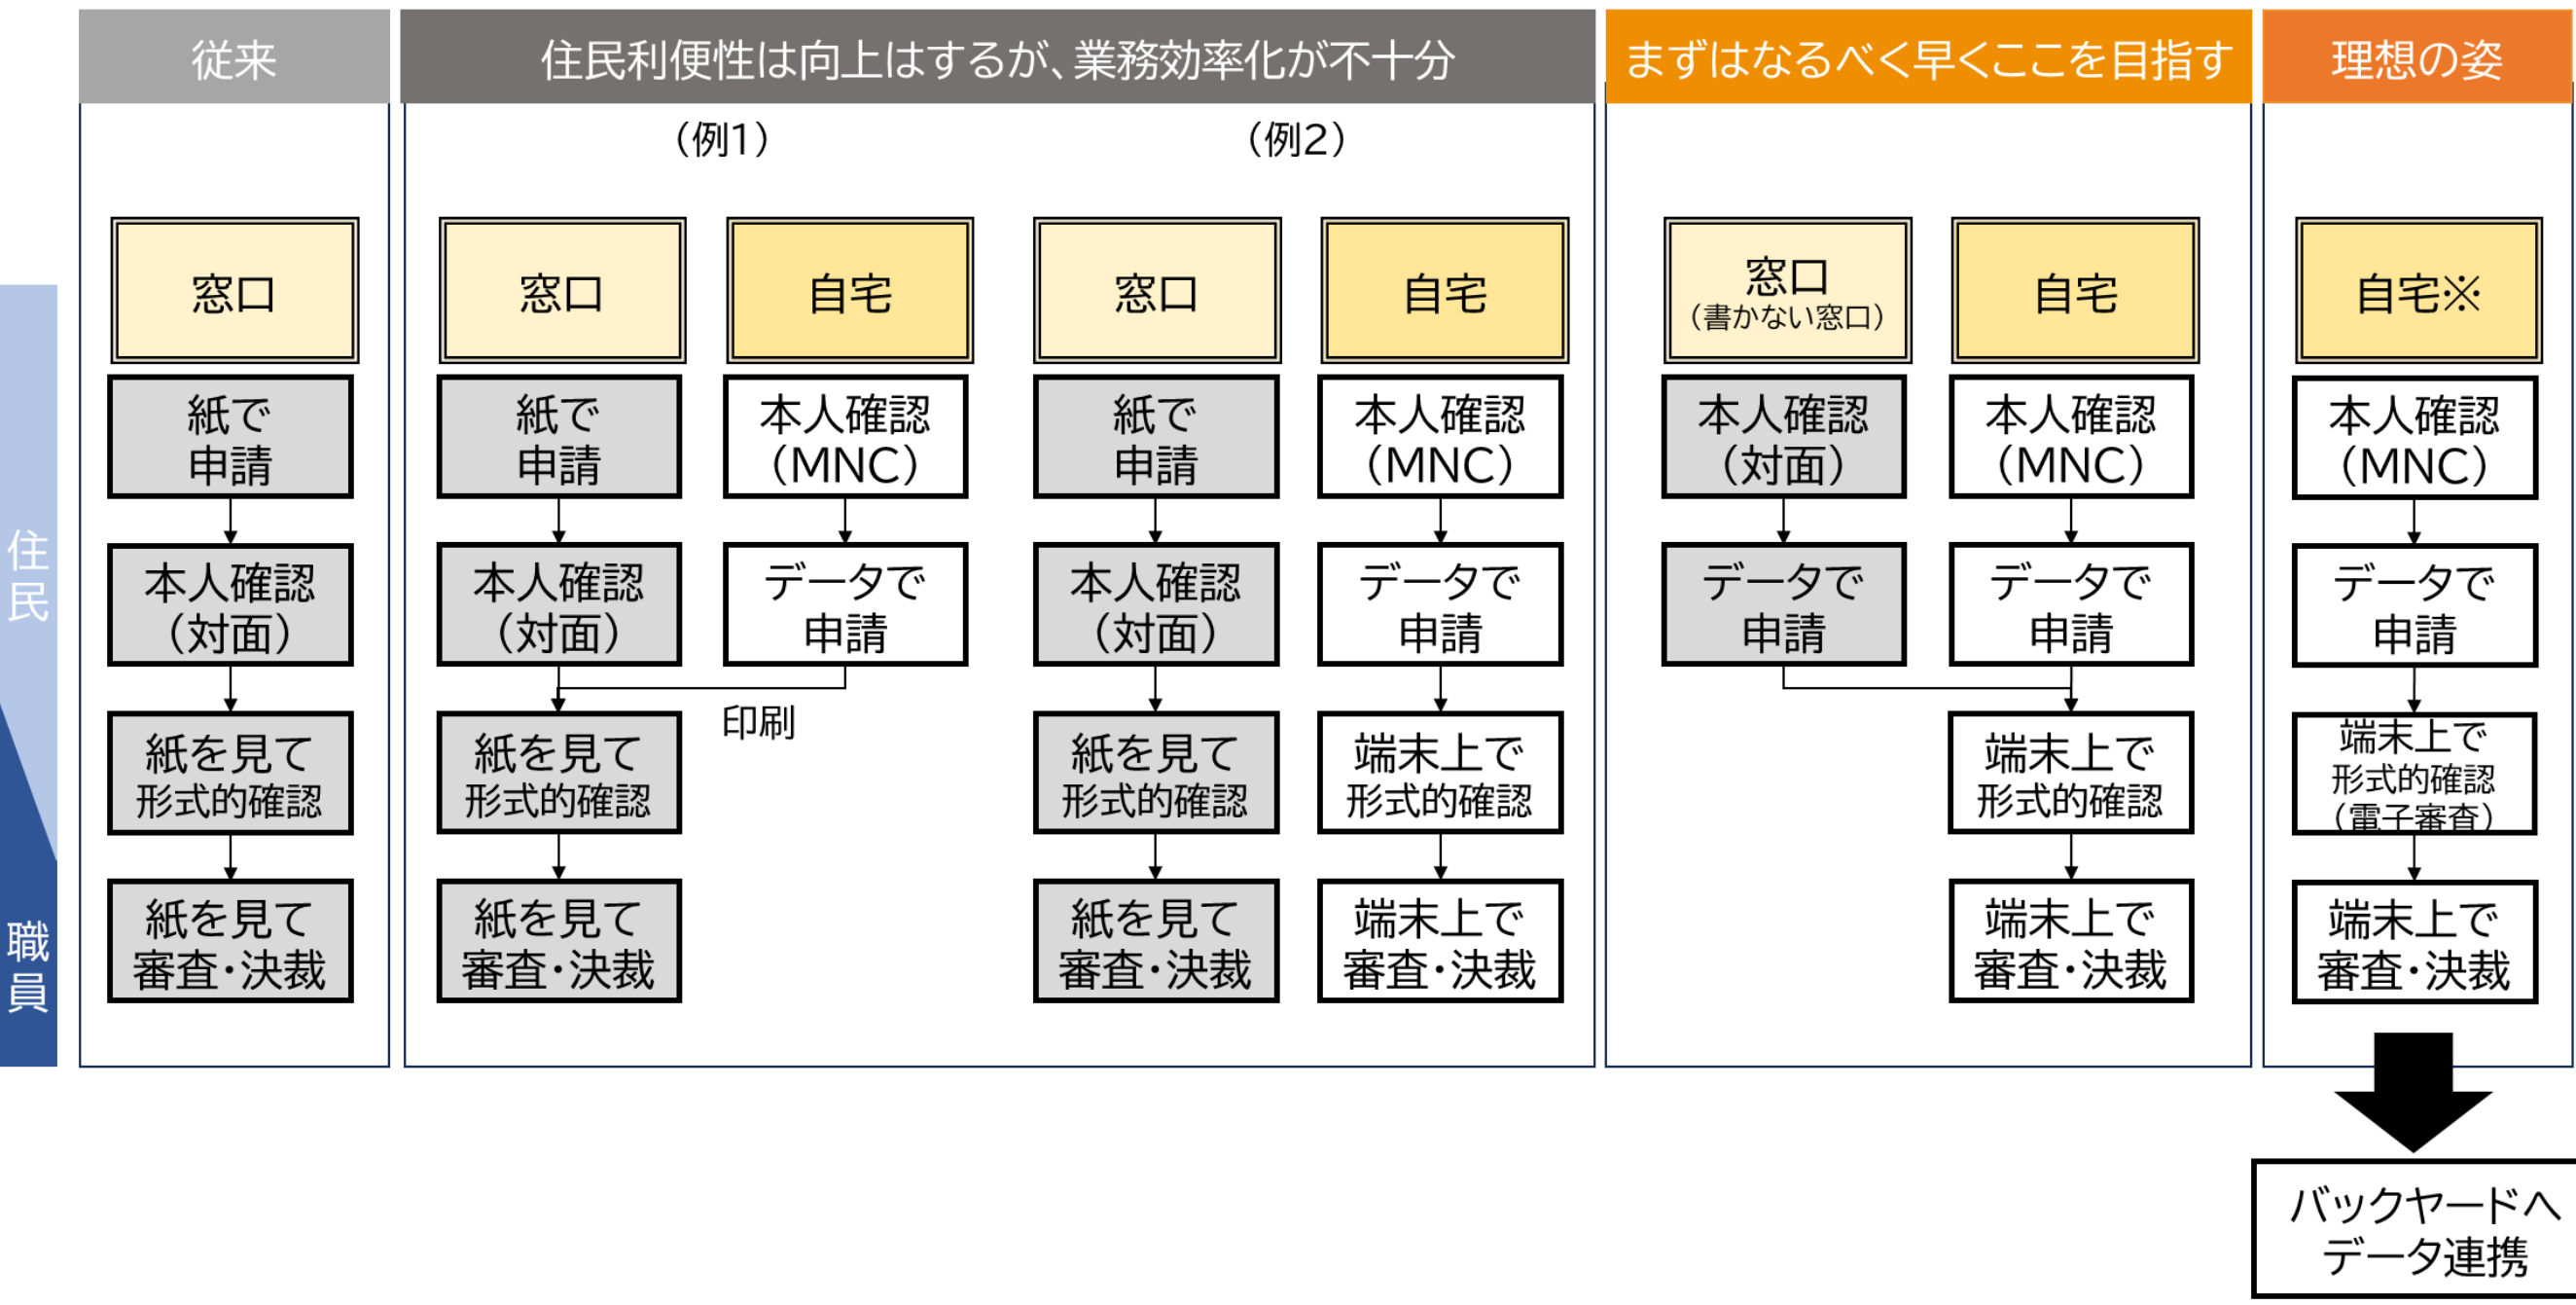 従来
住民利便性は向上はするが、業務効率化が不十分
まずはなるべく早くここを目指す
理想の姿
（例1）
（例2）
住民
職員
窓口
紙で
申請
本人確認
（対面）
紙を見て
形式的確認
紙を見て
審査・決裁
窓口
紙で
申請
本人確認
（対面）
紙を見て
形式的確認
紙を見て
審査・決裁
自宅
本人確認
（MNC）
データで
申請
印刷
窓口
紙で
申請
本人確認
（対面）
紙を見て
形式的確認
紙を見て
審査・決裁
自宅
本人確認
（MNC）
データで
申請
端末上で
形式的確認
端末上で
審査・決裁
窓口
（書かない窓口）
本人確認
（対面）
データで
申請
自宅
本人確認
（MNC）
データで
申請
端末上で
形式的確認
端末上で
審査・決裁
自宅※
本人確認
（MNC）
データで
申請
端末上で
形式的確認
（電子審査）
端末上で
審査・決裁
バックヤードへ
データ連携